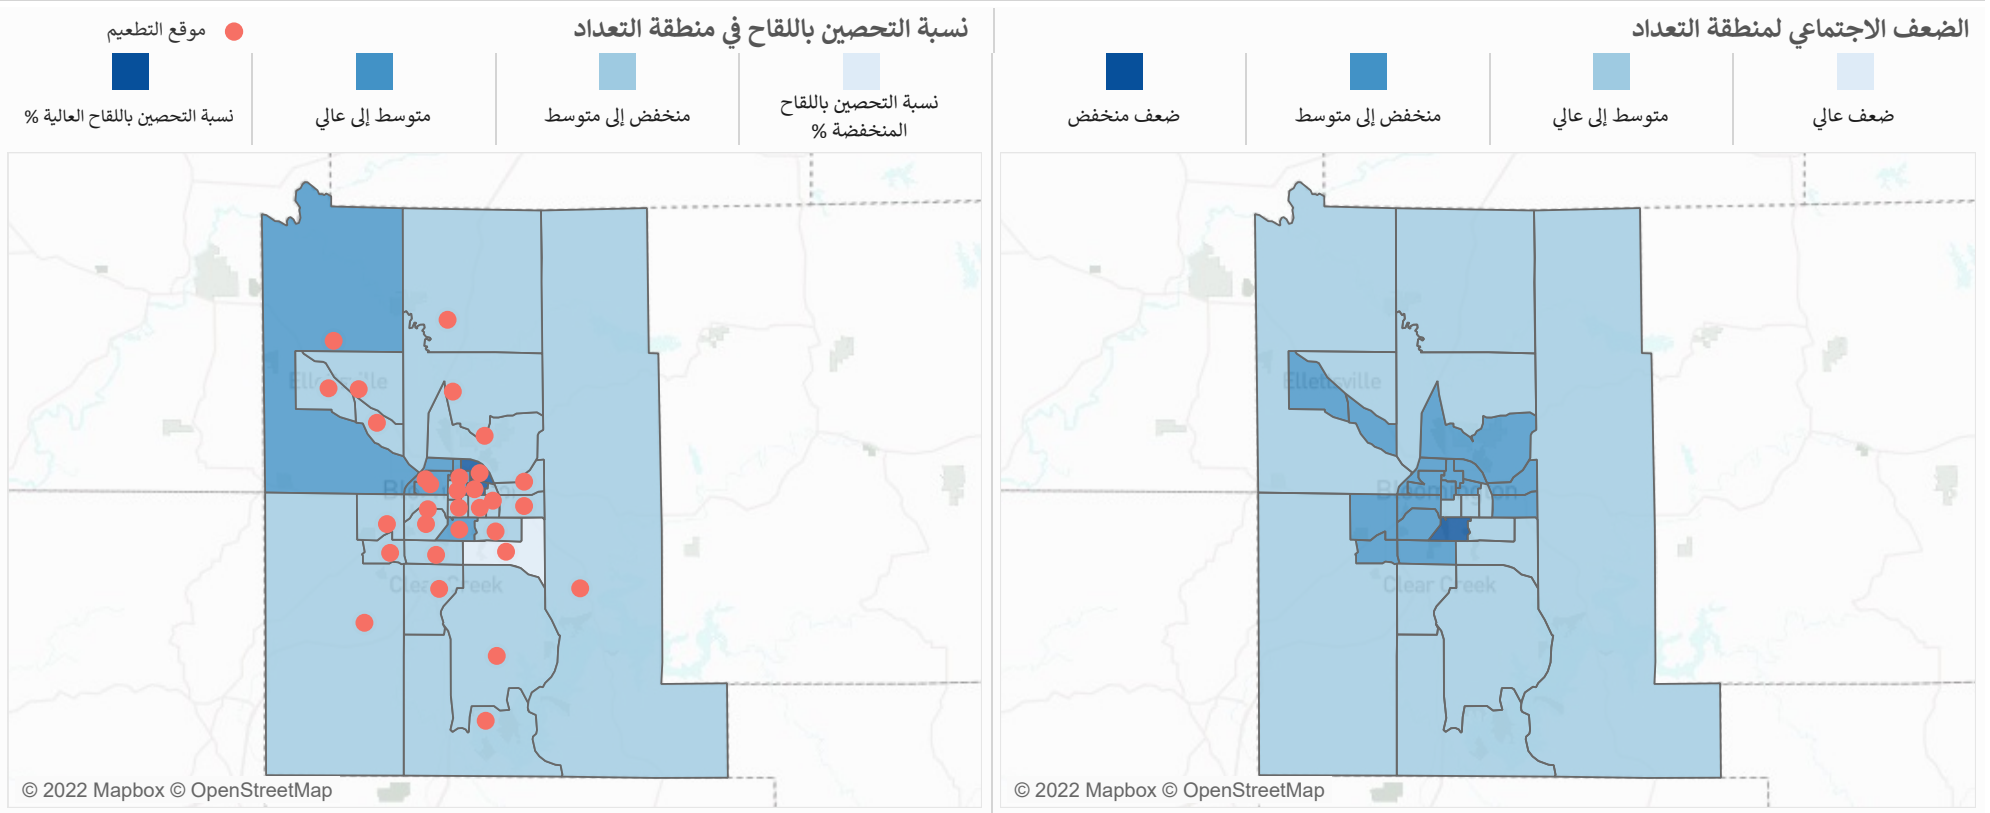 الضعف الاجتماعي لمنطقة التعداد
ضعف عالي
متوسط إلى عالي
منخفض إلى متوسط
ضعف منخفض
Ellettsville
Bloomington
Clear Creek
© 2022 Mapbox © OpenStreetMap
نسبة التحصين باللقاح في منطقة التعداد
موقع التطعيم
نسبة التحصين باللقاح
المنخفضة %
منخفض إلى متوسط
متوسط إلى عالي
نسبة التحصين باللقاح العالية %
Ellettsville
Clear Creek
© 2022 Mapbox © OpenStreetMap